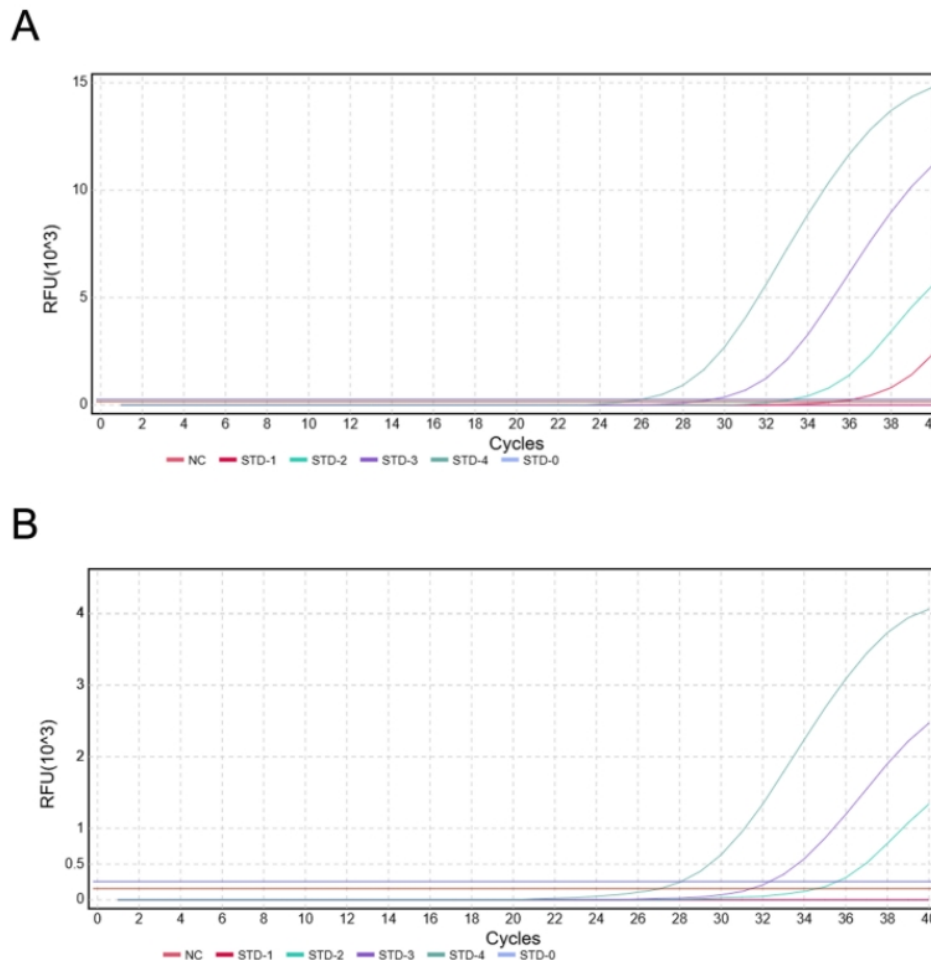 A
15
10
5
0
RFU(10^3)
0 2 4 6 8 10 12 14 16 18 20 22 24 26 28 30 32 34 36 38
Cycles
NC STD-1 STD-2 STD-3 STD-4 STD-0
B
4
3
2
1
0.5
0
RFU(10^3)
0 2 4 6 8 10 12 14 16 18 20 22 24 26 28 30 32 34 36 38 40
Cycles
NC STD-1 STD-2 STD-3 STD-4 STD-0